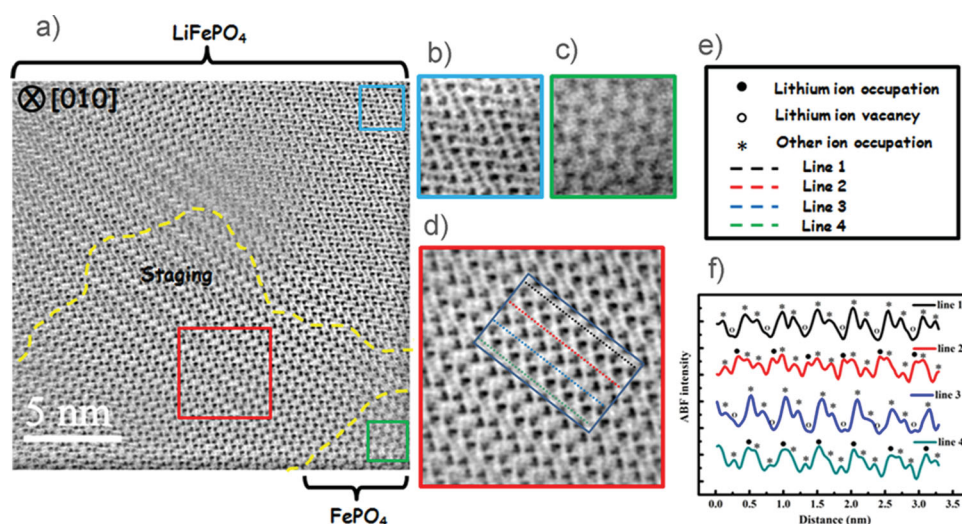 a)
LiFePO₄
⊗ [010]
Staging
5 nm
FePO₄
b)
c)
d)
e)
● Lithium ion occupation
o Lithium ion vacancy
* Other ion occupation
Line 1
Line 2
Line 3
Line 4
f)
line 1
line 2
line 3
line 4
ABF intensity
0.0 0.5 1.0 1.5 2.0 2.5 3.0 3.5
Distance (nm)